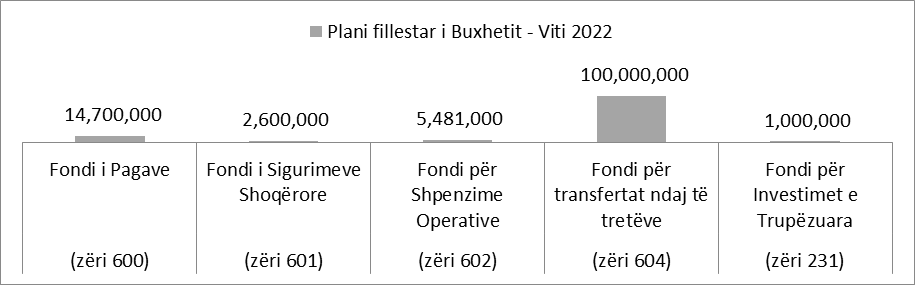 Plani fillestar i Buxhetit - Viti 2022
14,700,000
2,600,000
5,481,000
100,000,000
1,000,000
Fondi i Pagave
(zëri 600)
Fondi i Sigurimeve
Shoqërore
(zëri 601)
Fondi për
Shpenzime
Operative
(zëri 602)
Fondi për
transfertat ndaj të
tretëve
(zëri 604)
Fondi për
Investimet e
Trupëzuara
(zëri 231)